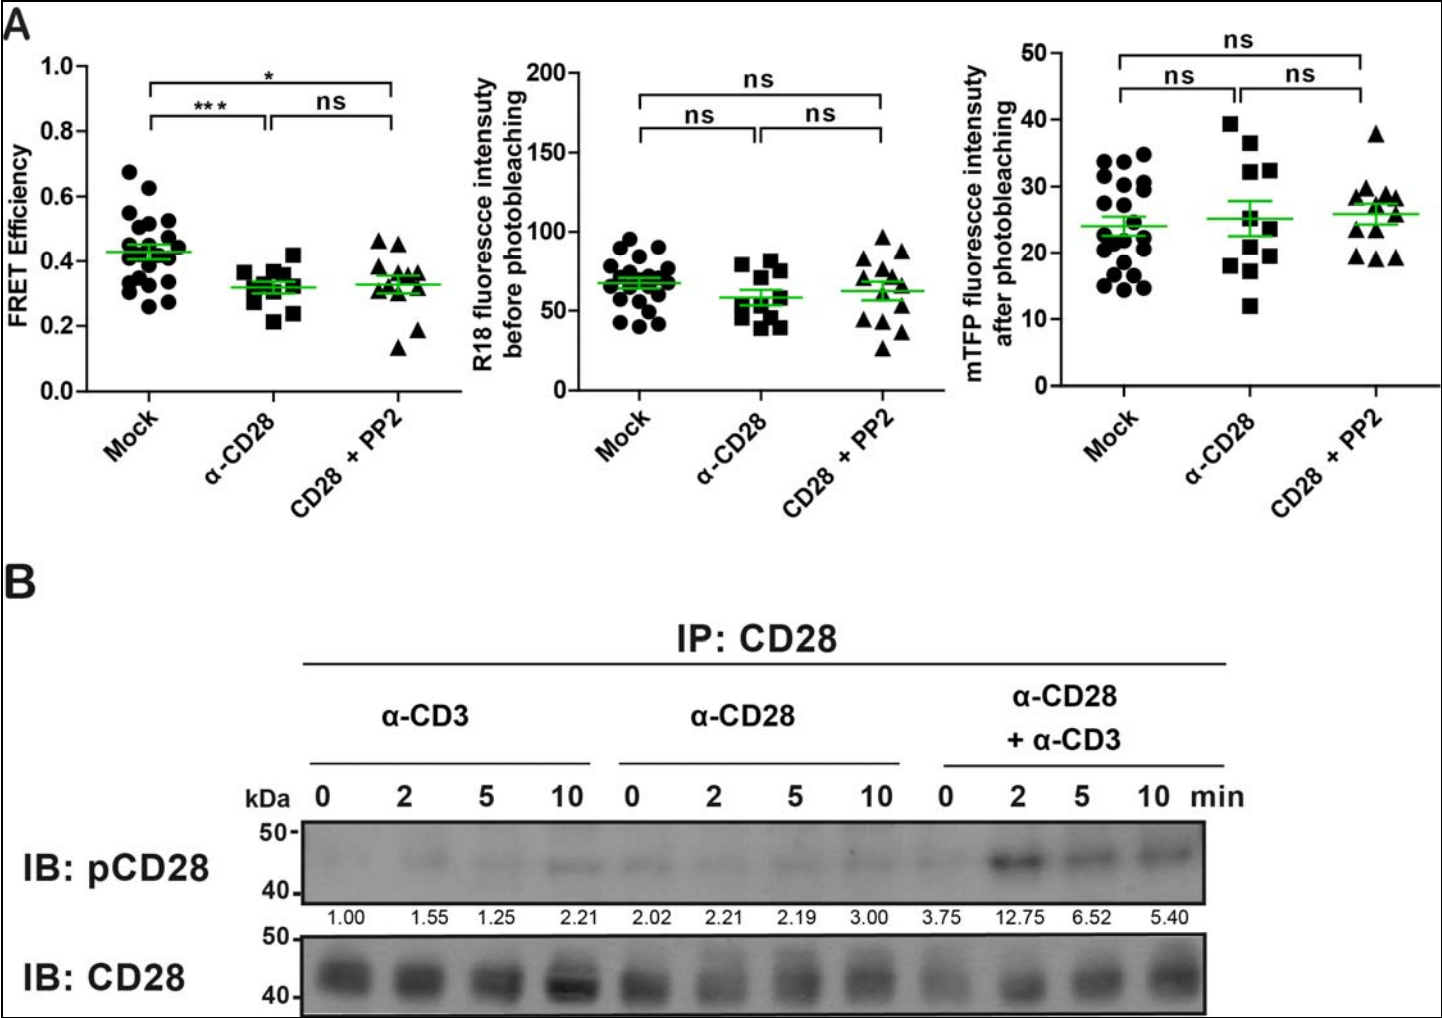 A
FRET Efficiency
1.0
0.8
0.6
0.4
0.2
0.0
*
***
ns
Mock
α-CD28
CD28 + PP2
R18 fluorescce intensuty
before photobleaching
200
150
100
50
0
ns
ns
ns
Mock
α-CD28
CD28 + PP2
mTFP fluorescce intensuty
after photobleaching
50
40
30
20
10
0
ns
ns
ns
Mock
α-CD28
CD28 + PP2
B
IP: CD28
α-CD3
α-CD28
α-CD28
+ α-CD3
kDa 0 2 5 10 0 2 5 10 0 2 5 10 min
50-
IB: pCD28
40-
1.00 1.55 1.25 2.21 2.02 2.21 2.19 3.00 3.75 12.75 6.52 5.40
50-
IB: CD28
40-